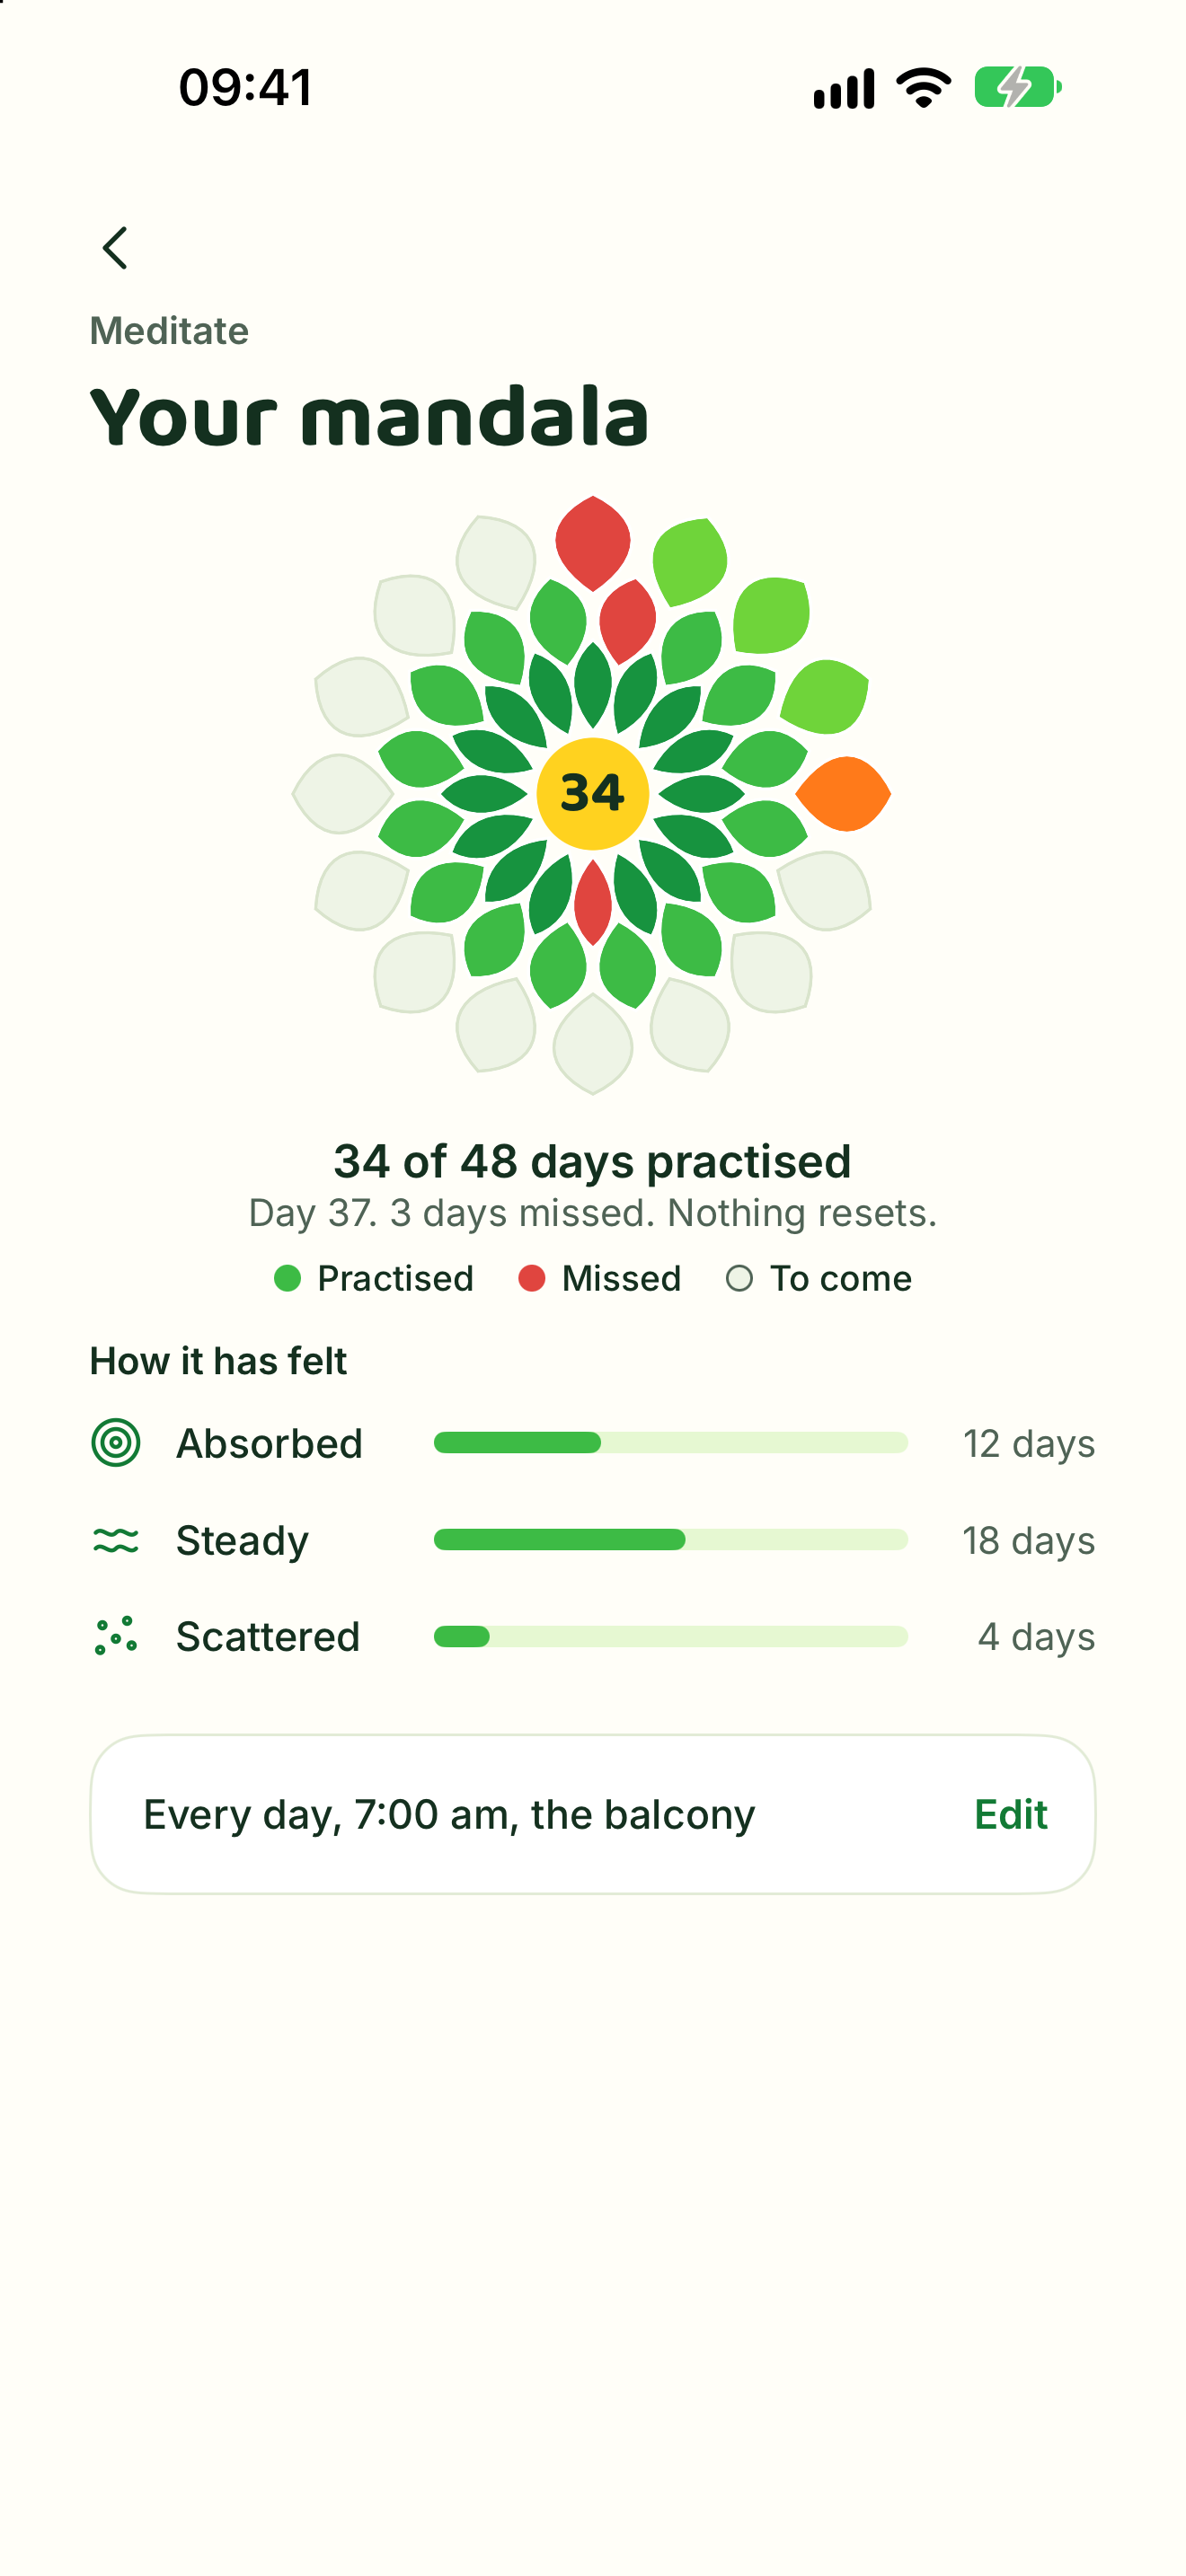 09:41
Meditate
Your mandala
34
34 of 48 days practised
Day 37. 3 days missed. Nothing resets.
Practised Missed To come
How it has felt
Absorbed 12 days
Steady 18 days
Scattered 4 days
Every day, 7:00 am, the balcony Edit